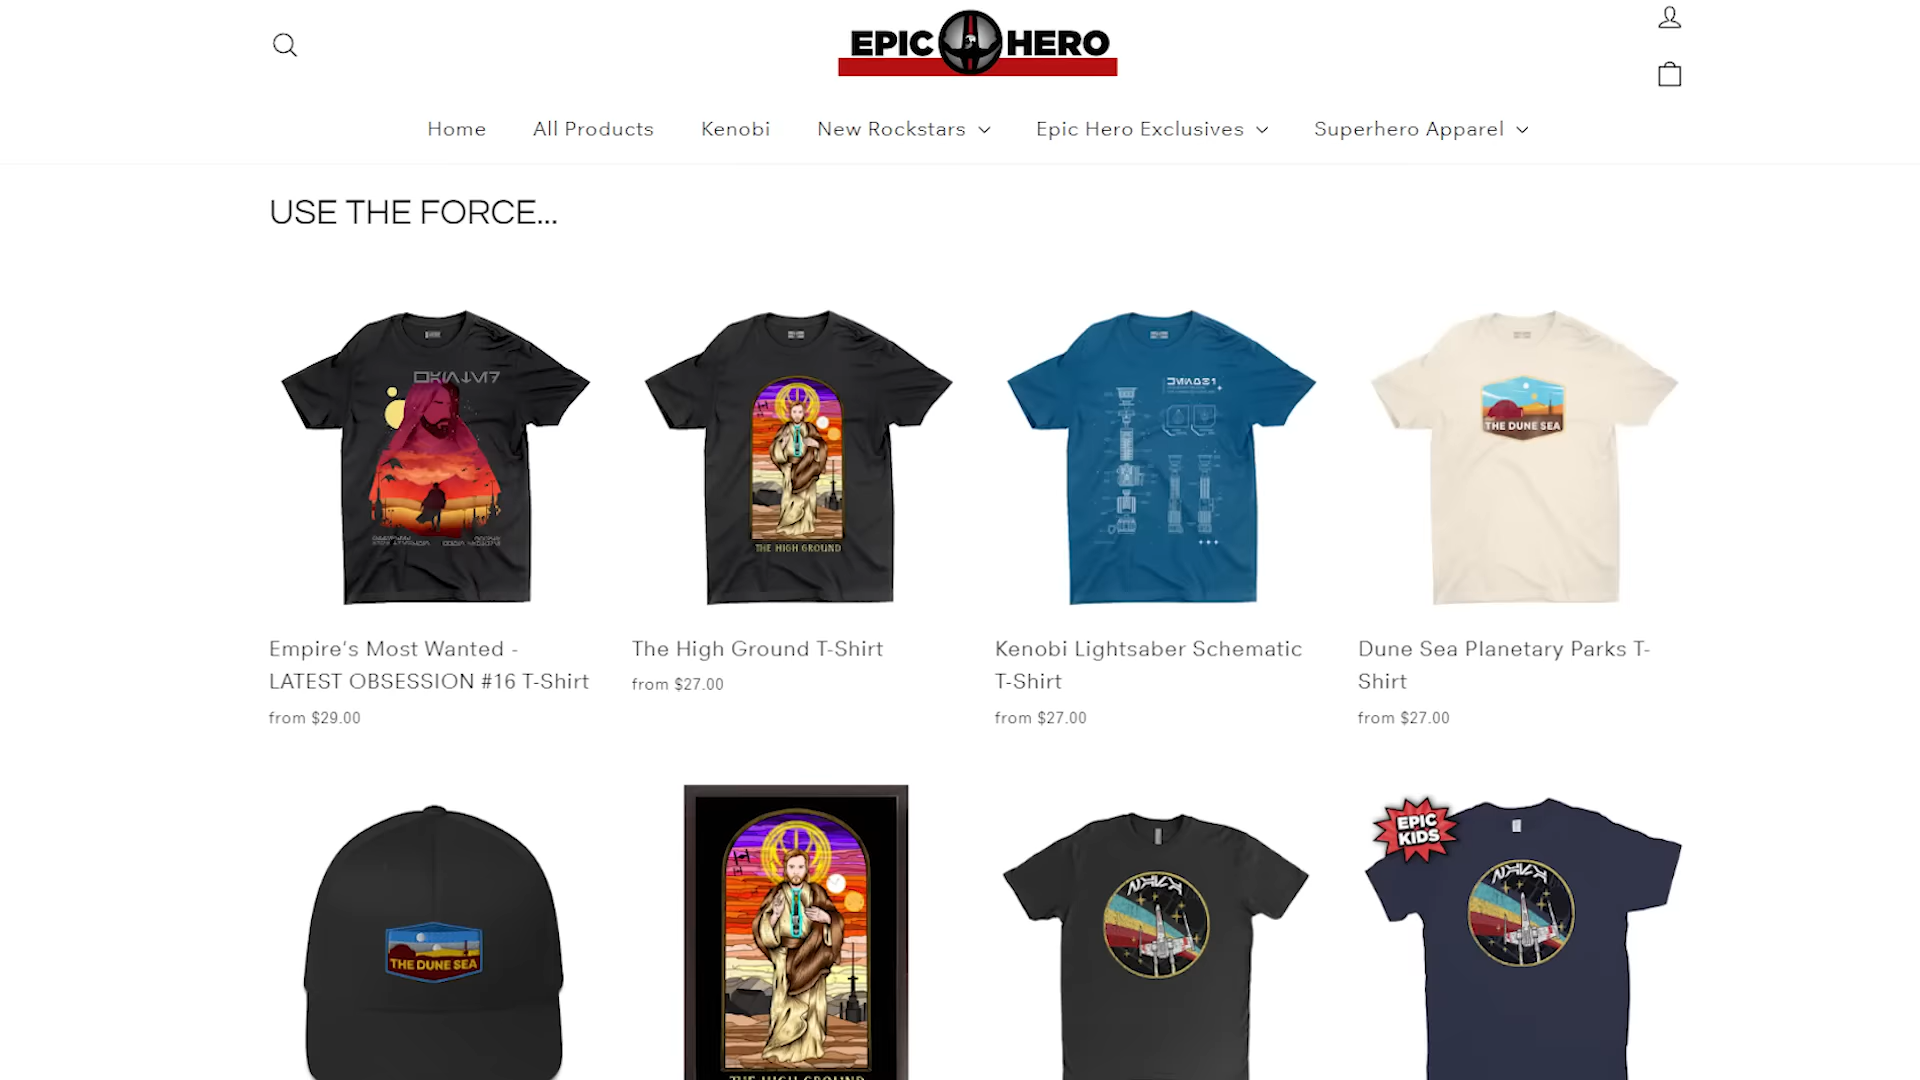 EPIC HERO
Home All Products Kenobi New Rockstars Epic Hero Exclusives Superhero Apparel
USE THE FORCE...
THE DUNE SEA
THE HIGH GROUND
Empire's Most Wanted -
LATEST OBSESSION #16 T-Shirt
from $29.00
The High Ground T-Shirt
from $27.00
Kenobi Lightsaber Schematic
T-Shirt
from $27.00
Dune Sea Planetary Parks T-
Shirt
from $27.00
EPIC
KIDS
THE DUNE SEA
THE HIGH GROUND